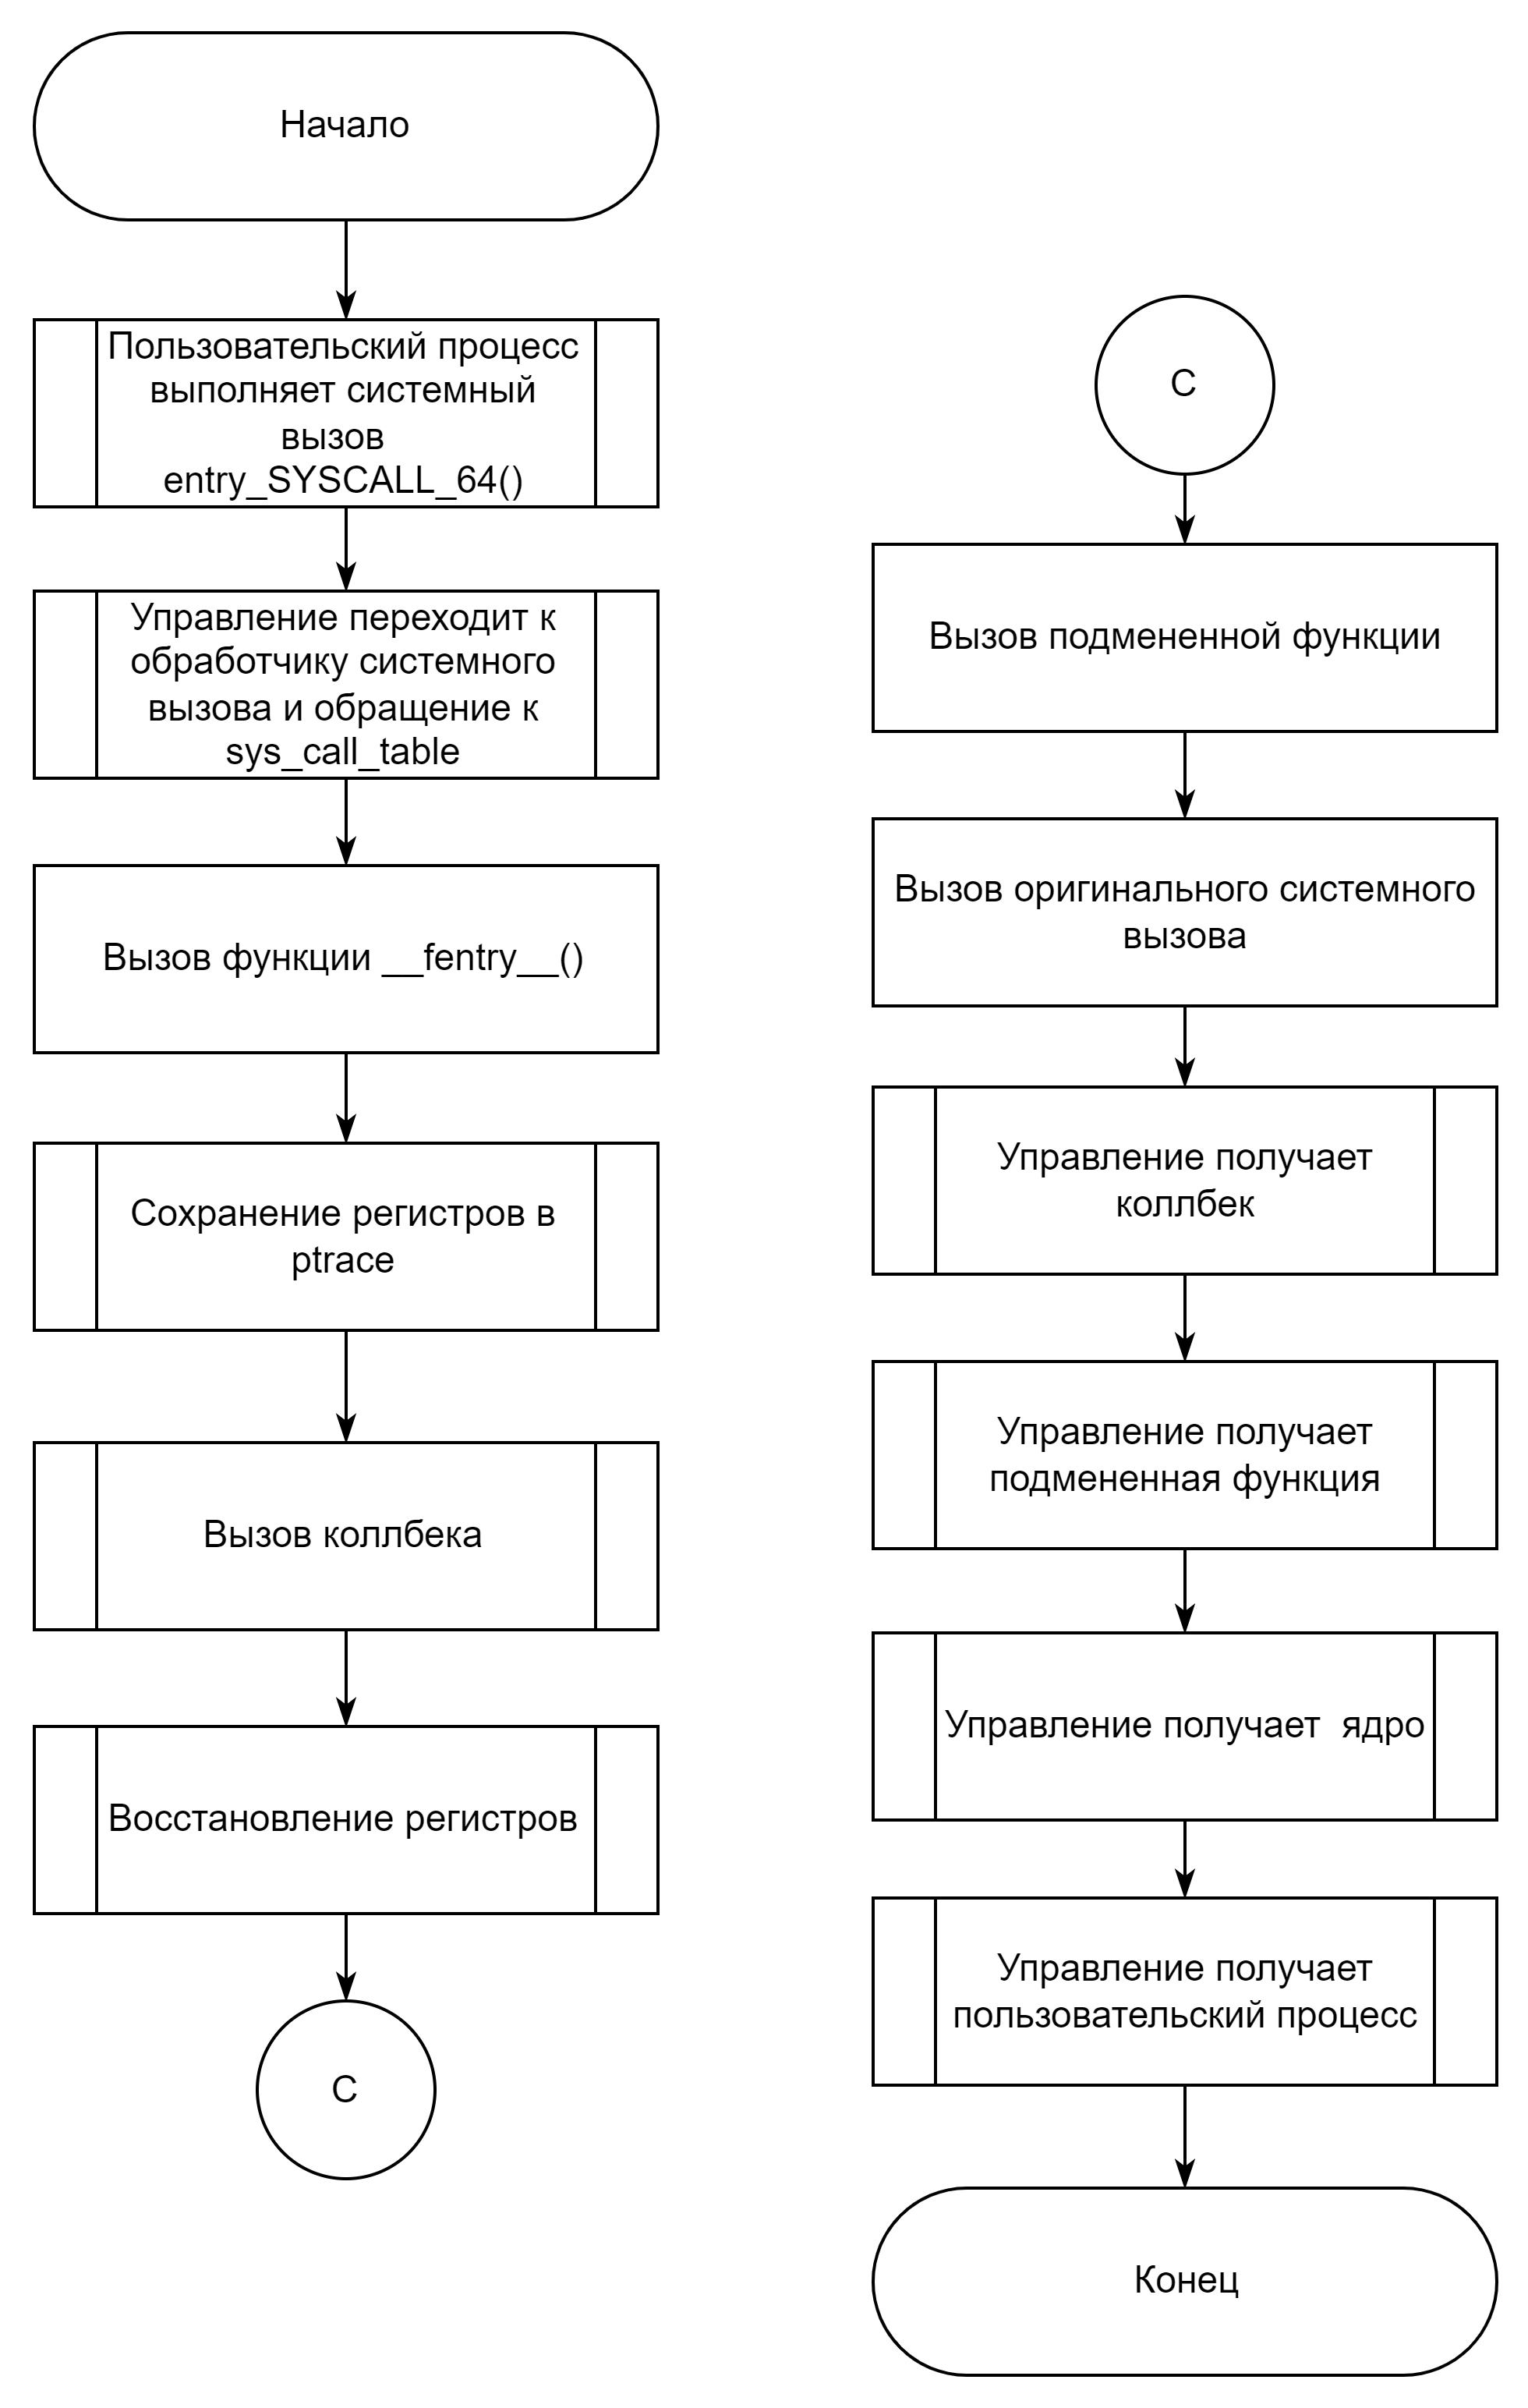 Начало
Пользовательский процесс
выполняет системный
вызов
entry_SYSCALL_64()
Управление переходит к
обработчику системного
вызова и обращение к
sys_call_table
Вызов функции __fentry__()
Сохранение регистров в
ptrace
Вызов коллбека
Восстановление регистров
С
С
Вызов подмененной функции
Вызов оригинального системного
вызова
Управление получает
коллбек
Управление получает
подмененная функция
Управление получает  ядро
Управление получает
пользовательский процесс
Конец